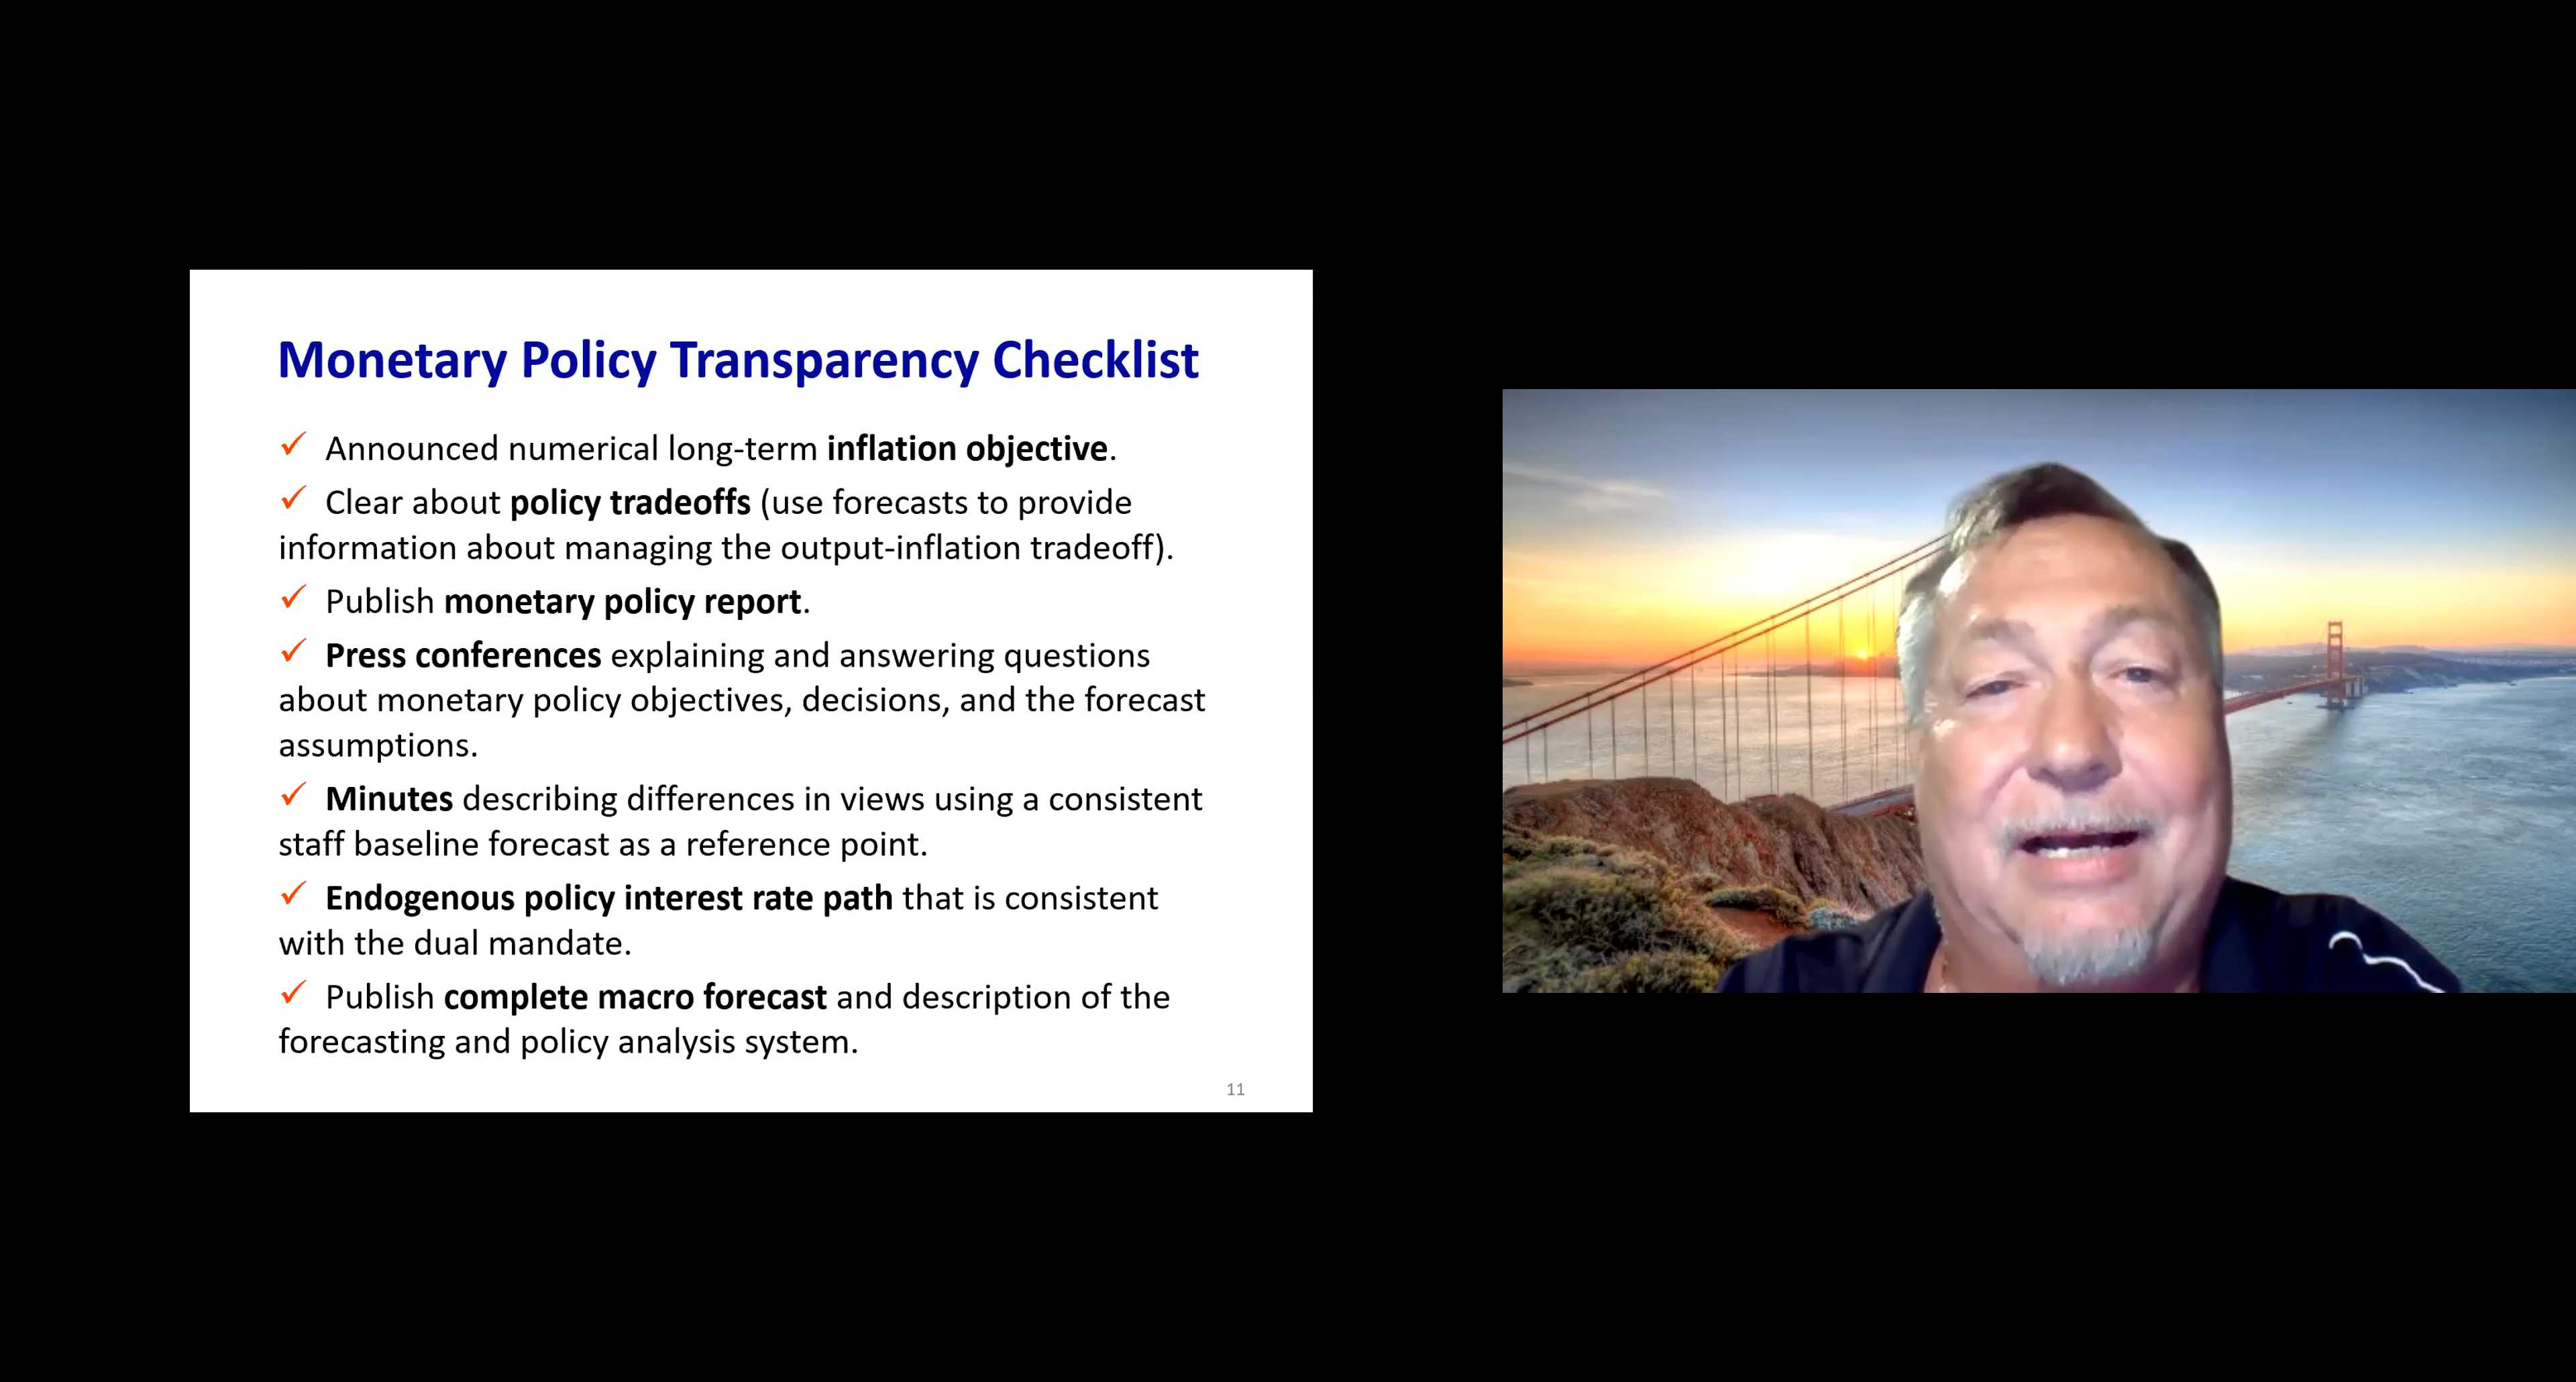 Monetary Policy Transparency Checklist
✓ Announced numerical long-term inflation objective.
✓ Clear about policy tradeoffs (use forecasts to provide
information about managing the output-inflation tradeoff).
✓ Publish monetary policy report.
✓ Press conferences explaining and answering questions
about monetary policy objectives, decisions, and the forecast
assumptions.
✓ Minutes describing differences in views using a consistent
staff baseline forecast as a reference point.
✓ Endogenous policy interest rate path that is consistent
with the dual mandate.
✓ Publish complete macro forecast and description of the
forecasting and policy analysis system.
11